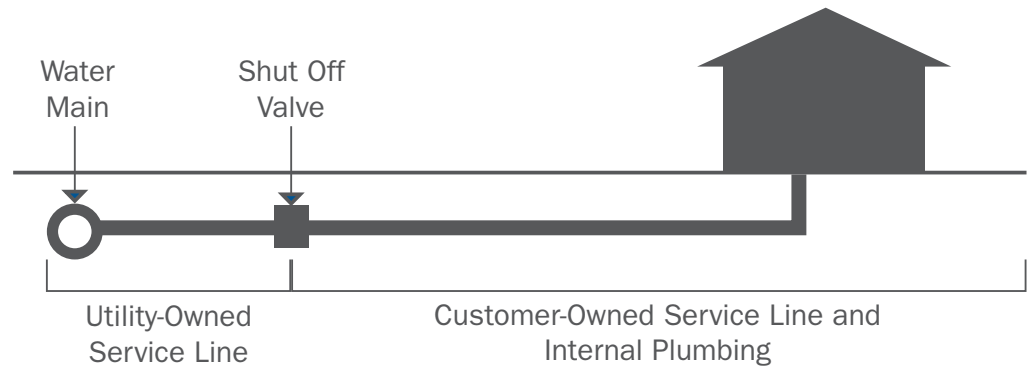 Water
Main
Shut Off
Valve
Utility-Owned
Service Line
Customer-Owned Service Line and
Internal Plumbing